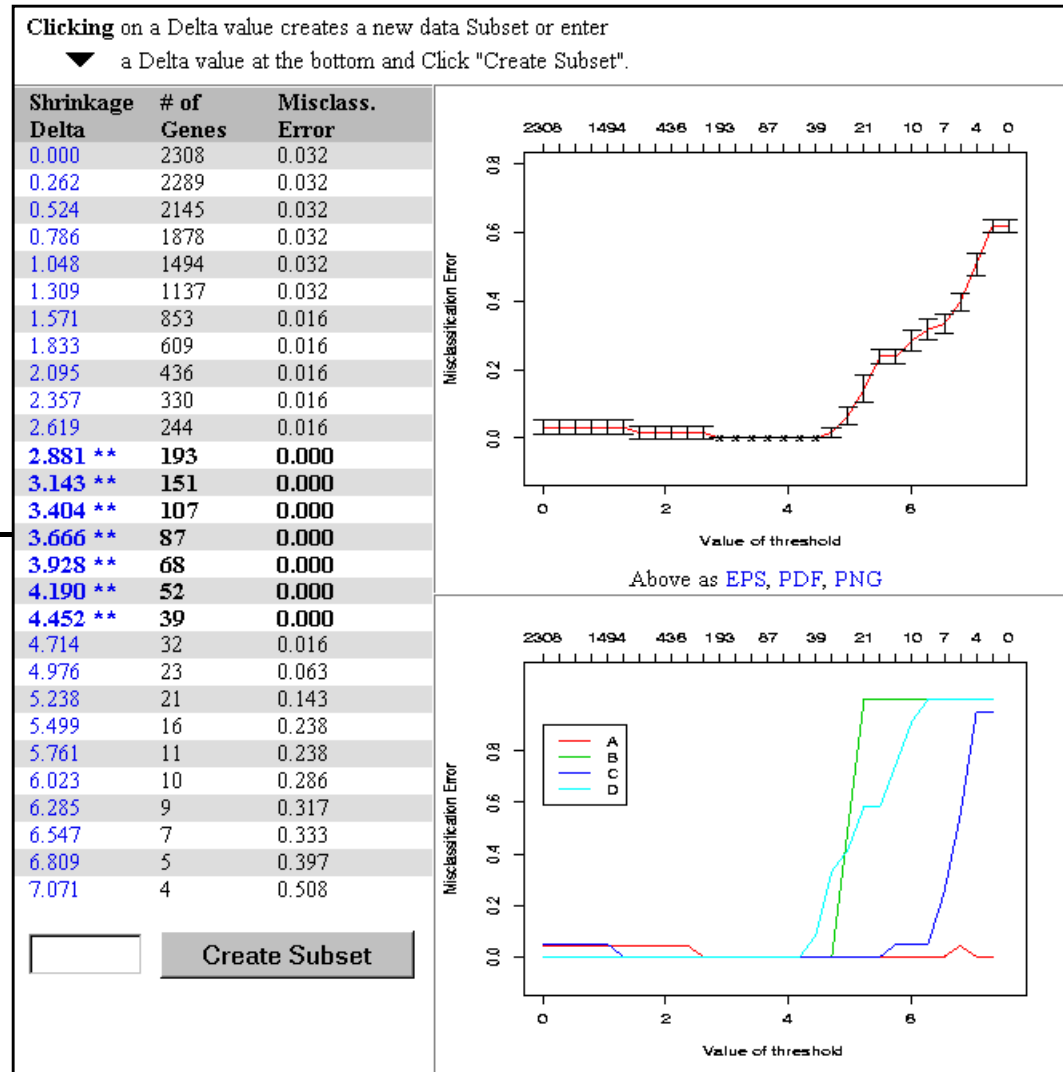 Clicking on a Delta value creates a new data Subset or enter
a Delta value at the bottom and Click "Create Subset".
Shrinkage # of Misclass.
Delta Genes Error
0.000 2308 0.032
0.262 2289 0.032
0.524 2145 0.032
0.786 1878 0.032
1.048 1494 0.032
1.309 1137 0.032
1.571 853 0.016
1.833 609 0.016
2.095 436 0.016
2.357 330 0.016
2.619 244 0.016
2.881 ** 193 0.000
3.143 ** 151 0.000
3.404 ** 107 0.000
3.666 ** 87 0.000
3.928 ** 68 0.000
4.190 ** 52 0.000
4.452 ** 39 0.000
4.714 32 0.016
4.976 23 0.063
5.238 21 0.143
5.499 16 0.238
5.761 11 0.238
6.023 10 0.286
6.285 9 0.317
6.547 7 0.333
6.809 5 0.397
7.071 4 0.508
Create Subset
2308 1494 436 193 87 39 21 10 7 4 0
0.8
0.6
0.4
0.2
0.0
Misclassification Error
0 2 4 6
Value of threshold
Above as EPS, PDF, PNG
2308 1494 436 193 87 39 21 10 7 4 0
0.8
0.6
0.4
0.2
0.0
Misclassification Error
A
B
C
D
0 2 4 6
Value of threshold